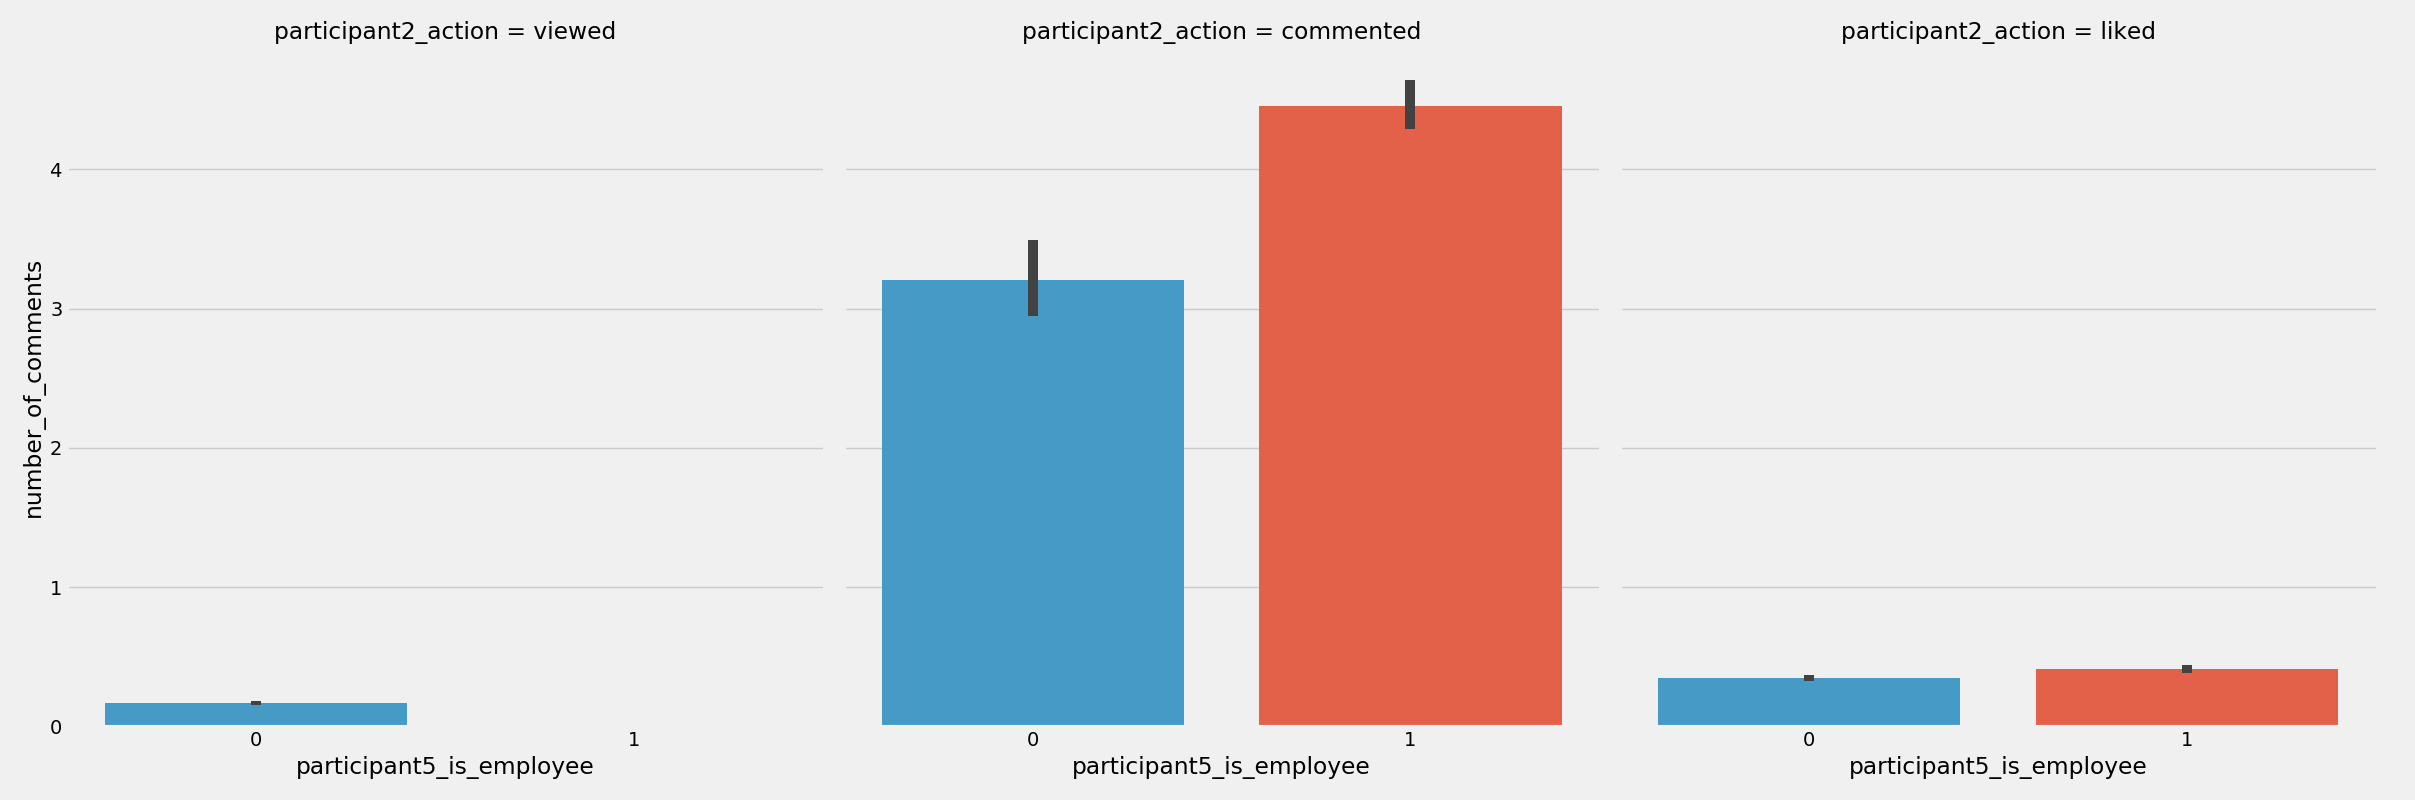 participant2_action = viewed
participant2_action = commented
participant2_action = liked
number_of_comments
4
3
2
1
0
0
1
0
1
0
1
participant5_is_employee
participant5_is_employee
participant5_is_employee